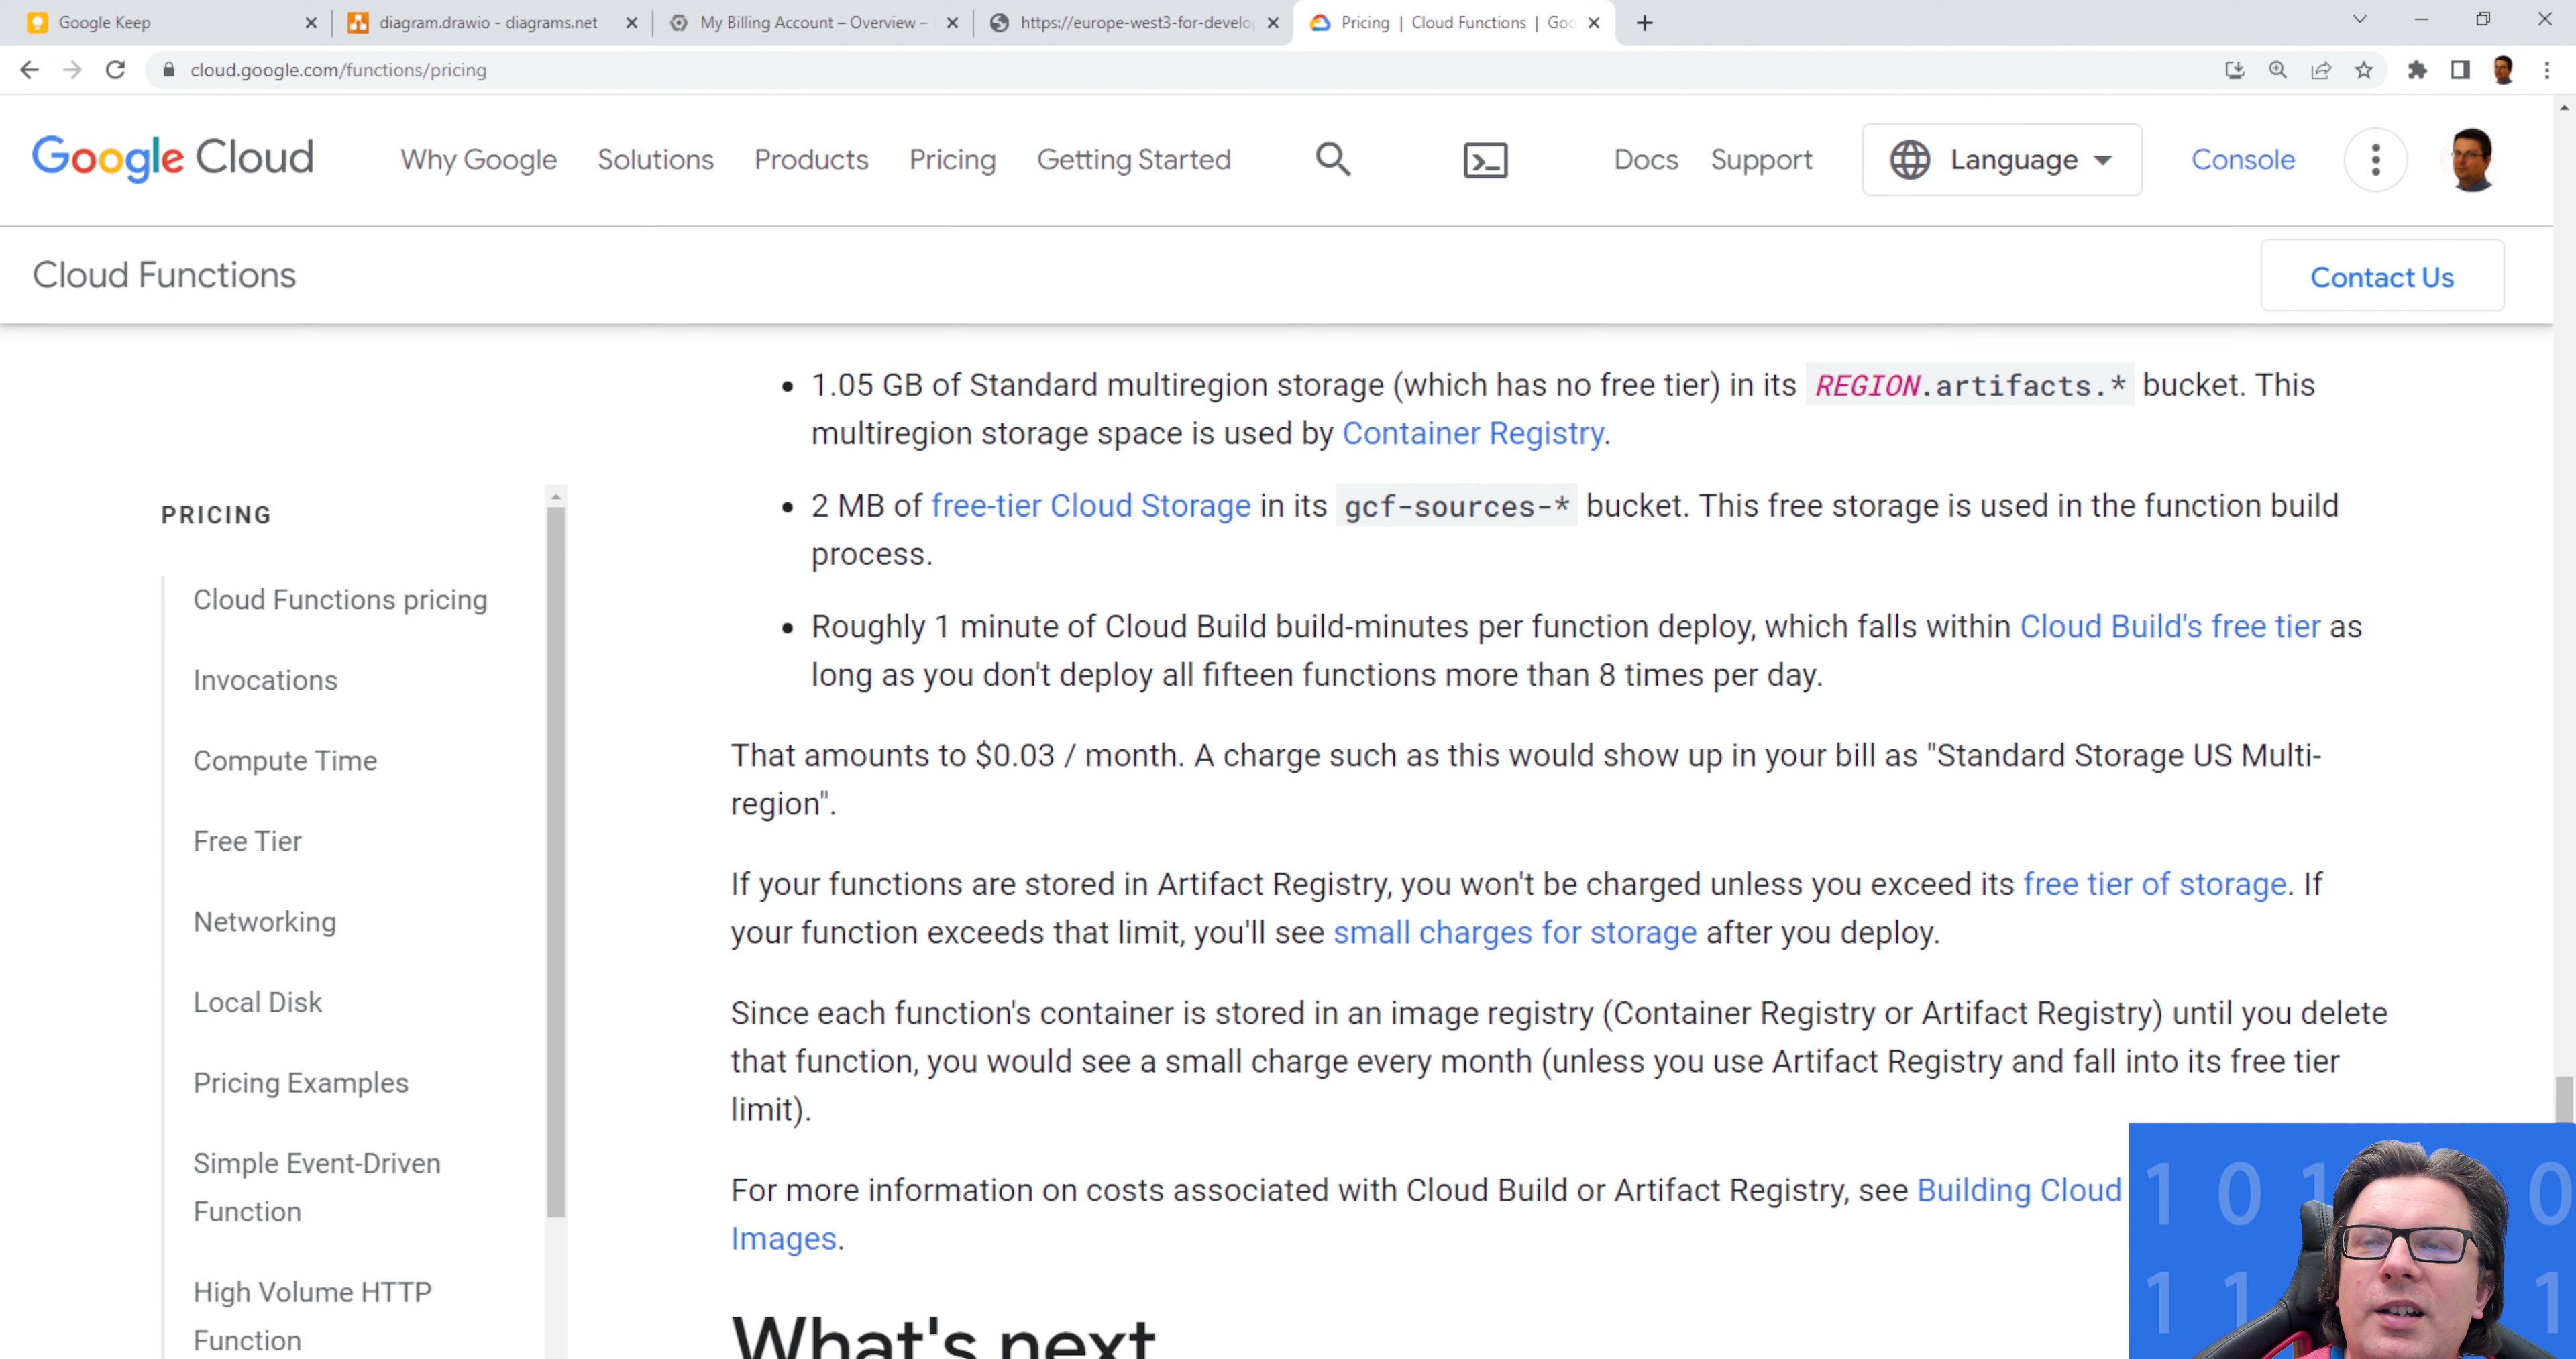 Google Keep
diagram.drawio - diagrams.net
My Billing Account – Overview –
https://europe-west3-for-develop
Pricing | Cloud Functions | Goo
cloud.google.com/functions/pricing
Google Cloud
Why Google
Solutions
Products
Pricing
Getting Started
Docs
Support
Language
Console
Cloud Functions
Contact Us
• 1.05 GB of Standard multiregion storage (which has no free tier) in its REGION.artifacts.* bucket. This
multiregion storage space is used by Container Registry.
• 2 MB of free-tier Cloud Storage in its gcf-sources-* bucket. This free storage is used in the function build
process.
• Roughly 1 minute of Cloud Build build-minutes per function deploy, which falls within Cloud Build's free tier as
long as you don't deploy all fifteen functions more than 8 times per day.
That amounts to $0.03 / month. A charge such as this would show up in your bill as "Standard Storage US Multi-
region".
If your functions are stored in Artifact Registry, you won't be charged unless you exceed its free tier of storage. If
your function exceeds that limit, you'll see small charges for storage after you deploy.
Since each function's container is stored in an image registry (Container Registry or Artifact Registry) until you delete
that function, you would see a small charge every month (unless you use Artifact Registry and fall into its free tier
limit).
For more information on costs associated with Cloud Build or Artifact Registry, see Building Cloud
Images.
What's next
PRICING
Cloud Functions pricing
Invocations
Compute Time
Free Tier
Networking
Local Disk
Pricing Examples
Simple Event-Driven
Function
High Volume HTTP
Function
1 0 1 0
1 1 1